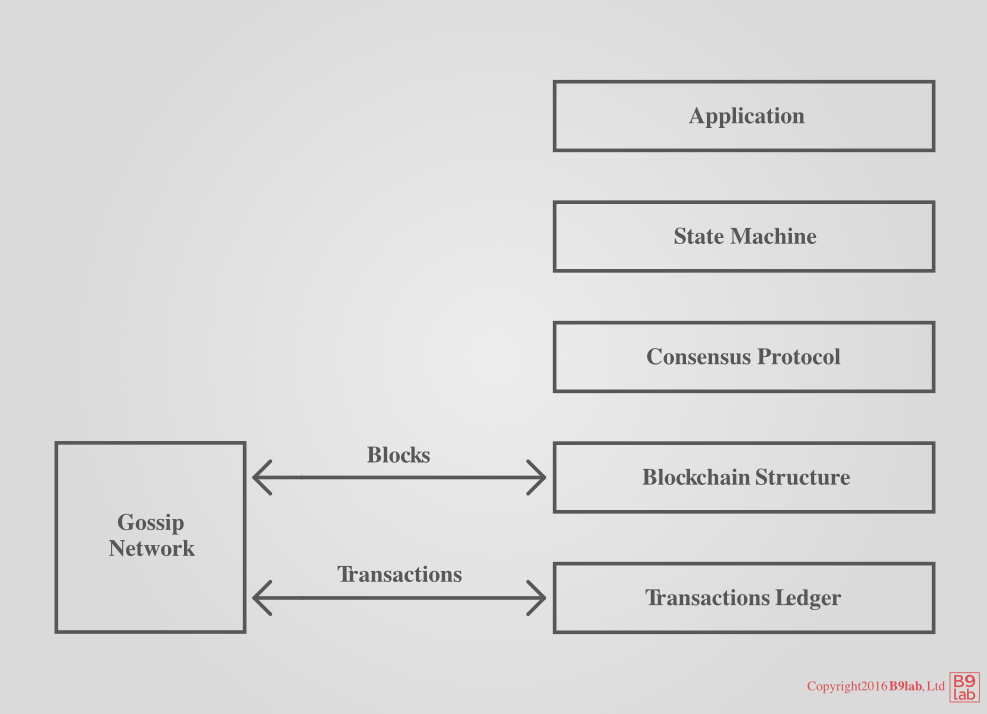 Application
State Machine
Consensus Protocol
Blocks
Blockchain Structure
Gossip
Network
Transactions
Transactions Ledger
Copyright2016 B9lab, Ltd
B9
lab